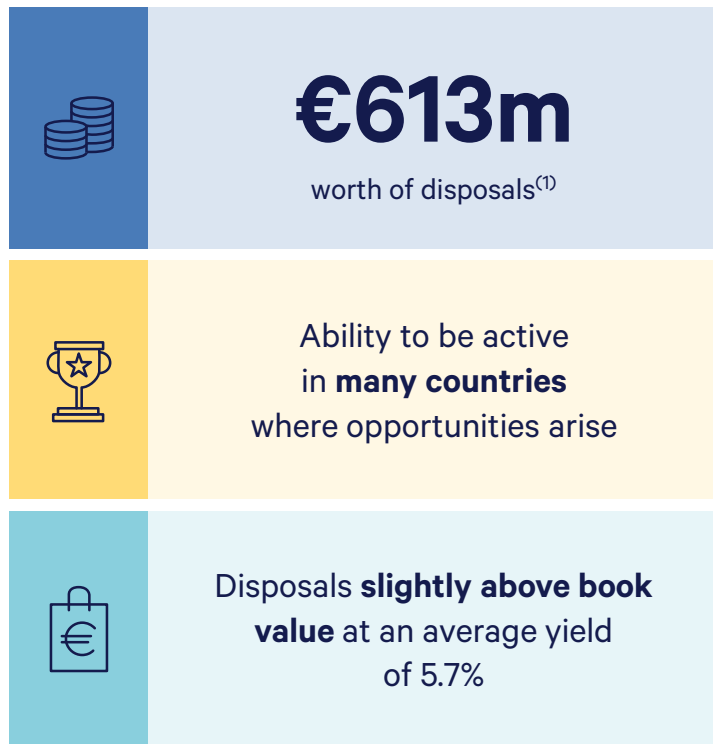 €613m
worth of disposals(1)
Ability to be active
in many countries
where opportunities arise
€
Disposals slightly above book
value at an average yield
of 5.7%